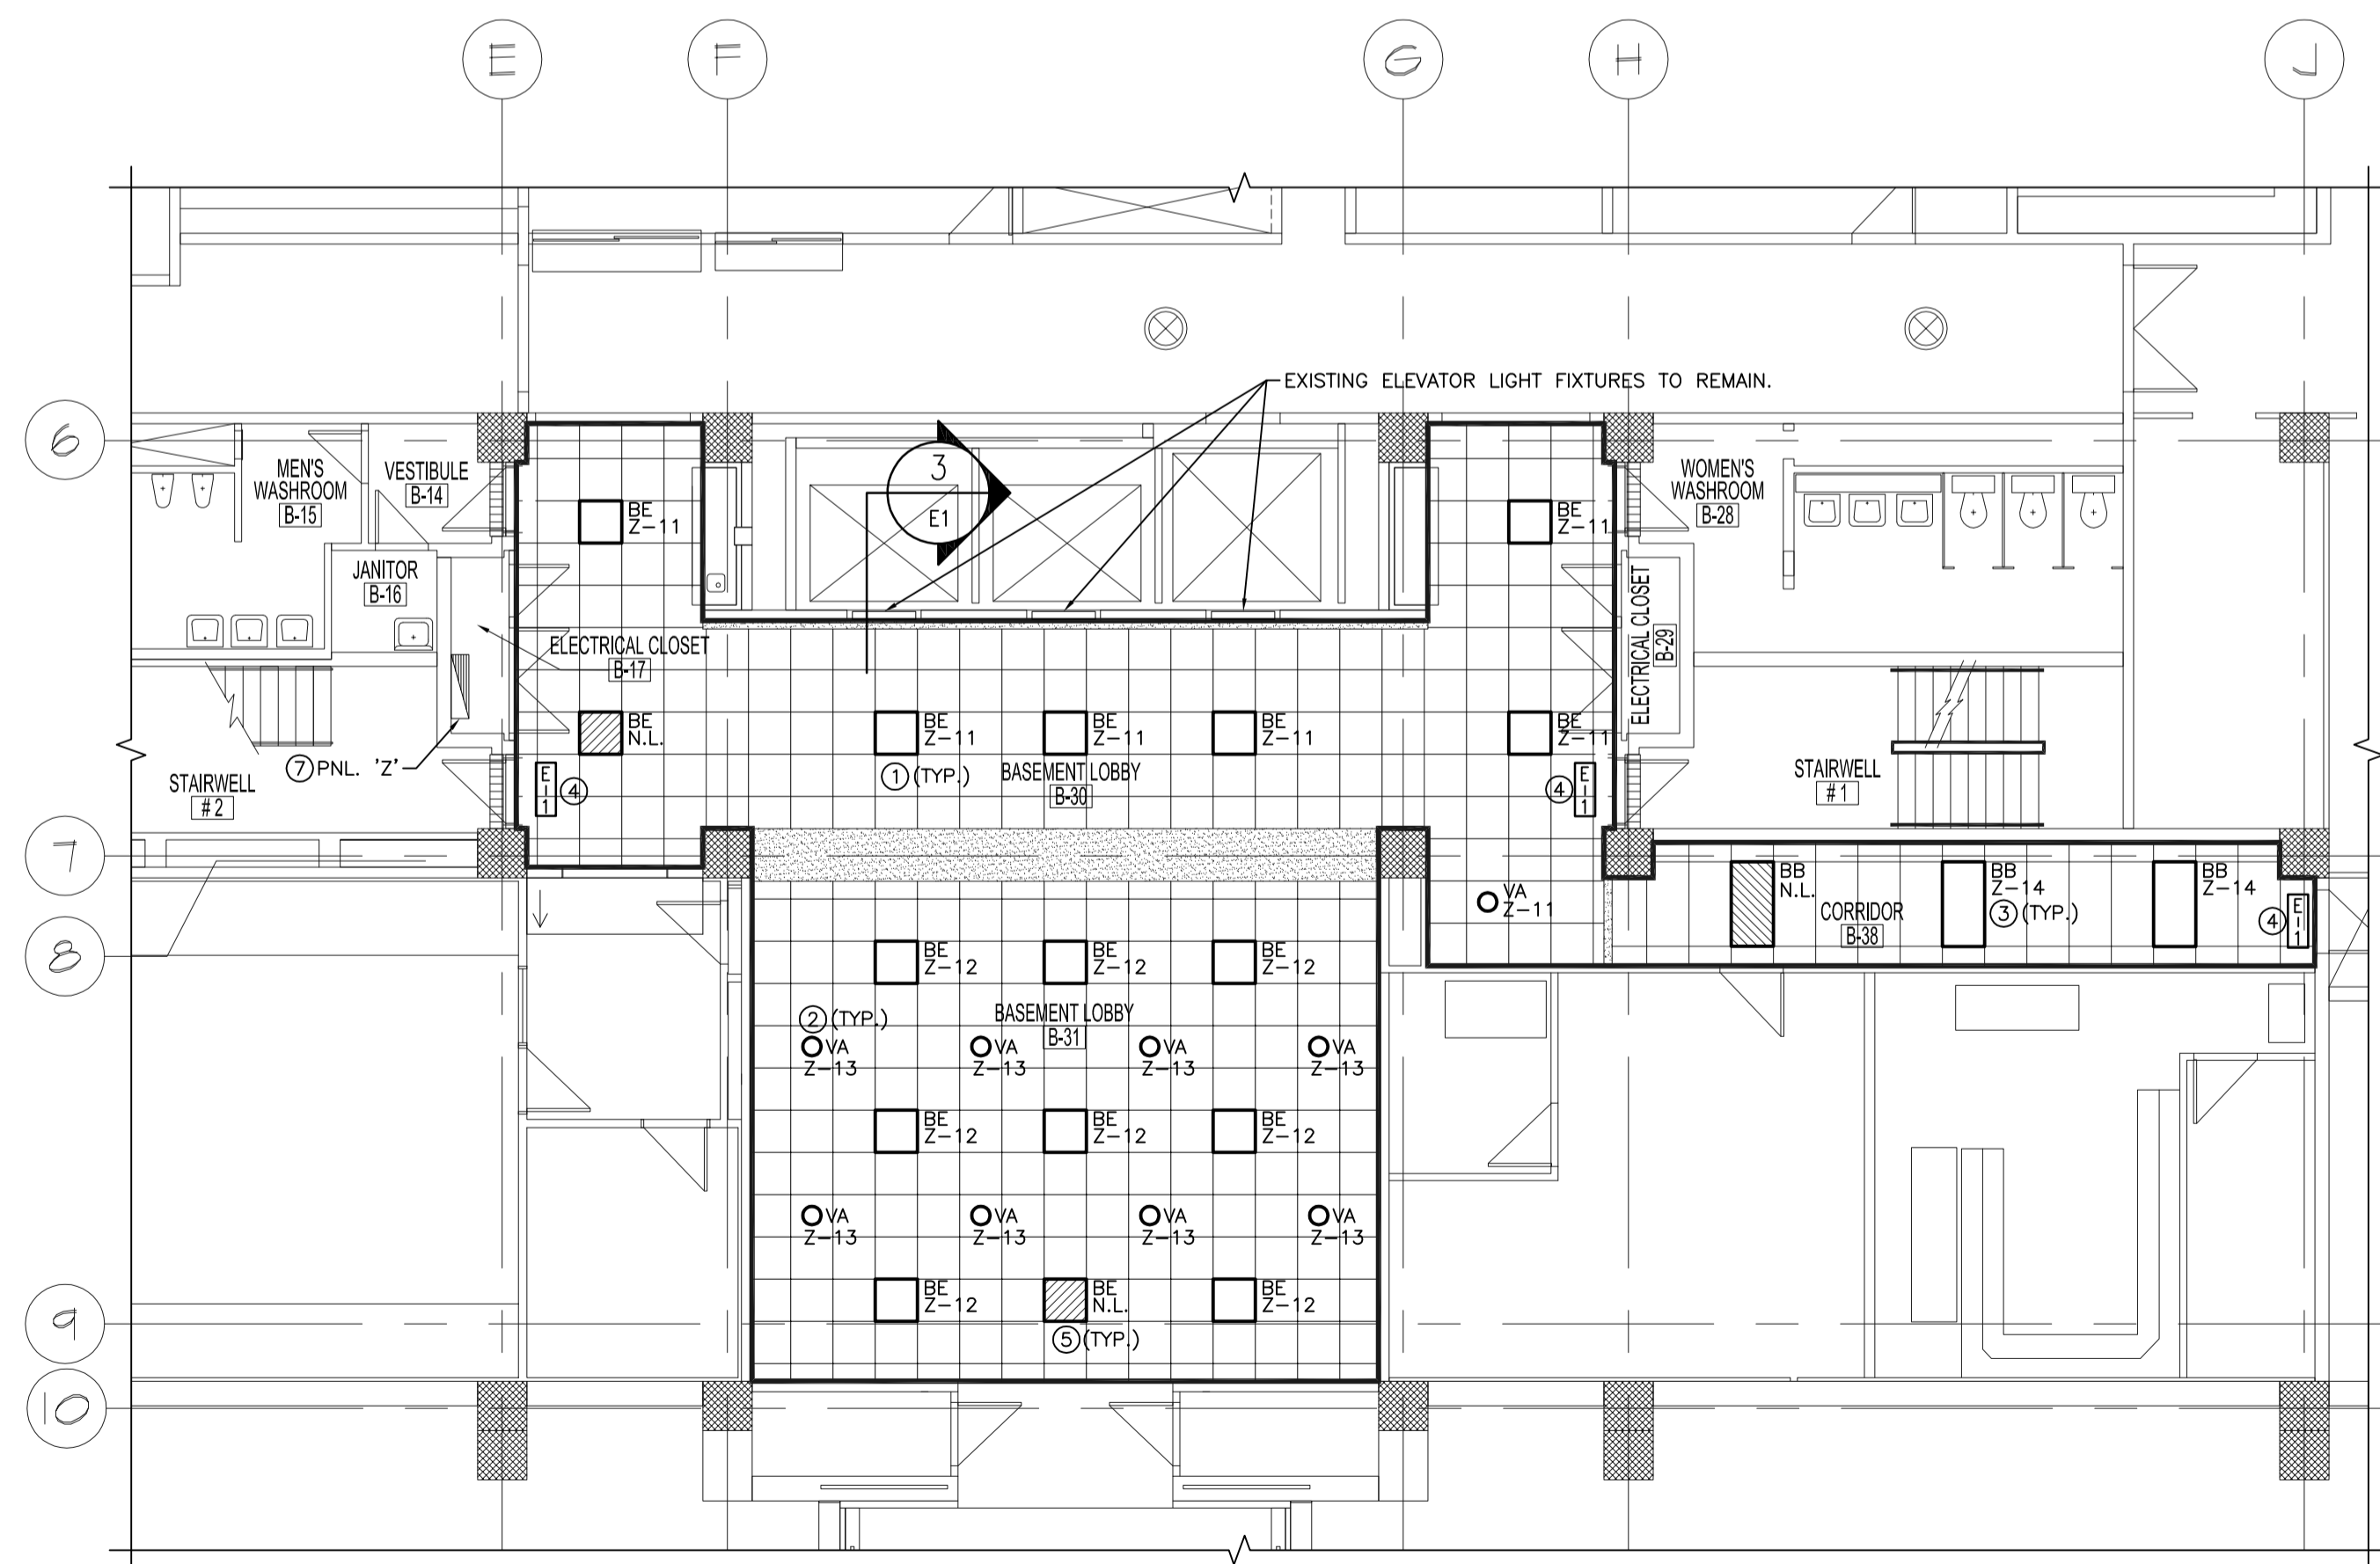 E
F
G
H
J
EXISTING ELEVATOR LIGHT FIXTURES TO REMAIN.
6
MEN'S
WASHROOM
B-15
VESTIBULE
B-14
3
E1
WOMEN'S
WASHROOM
B-28
BE
Z-11
BE
Z-11
JANITOR
B-16
ELECTRICAL CLOSET
B-17
ELECTRICAL CLOSET
B-29
BE
N.L.
BE
Z-11
BE
Z-11
BE
Z-11
BE
Z-11
7 PNL. 'Z'
STAIRWELL
#2
E
1
4
1 (TYP.)
BASEMENT LOBBY
B-30
4
E
1
STAIRWELL
#1
7
VA
Z-11
BB
N.L.
BB
Z-14
3 (TYP.)
BB
Z-14
CORRIDOR
B-38
4
E
1
8
BE
Z-12
BE
Z-12
BE
Z-12
2 (TYP.)
BASEMENT LOBBY
B-31
VA
Z-13
VA
Z-13
VA
Z-13
VA
Z-13
BE
Z-12
BE
Z-12
BE
Z-12
VA
Z-13
VA
Z-13
VA
Z-13
VA
Z-13
BE
Z-12
BE
N.L.
BE
Z-12
5 (TYP.)
9
10